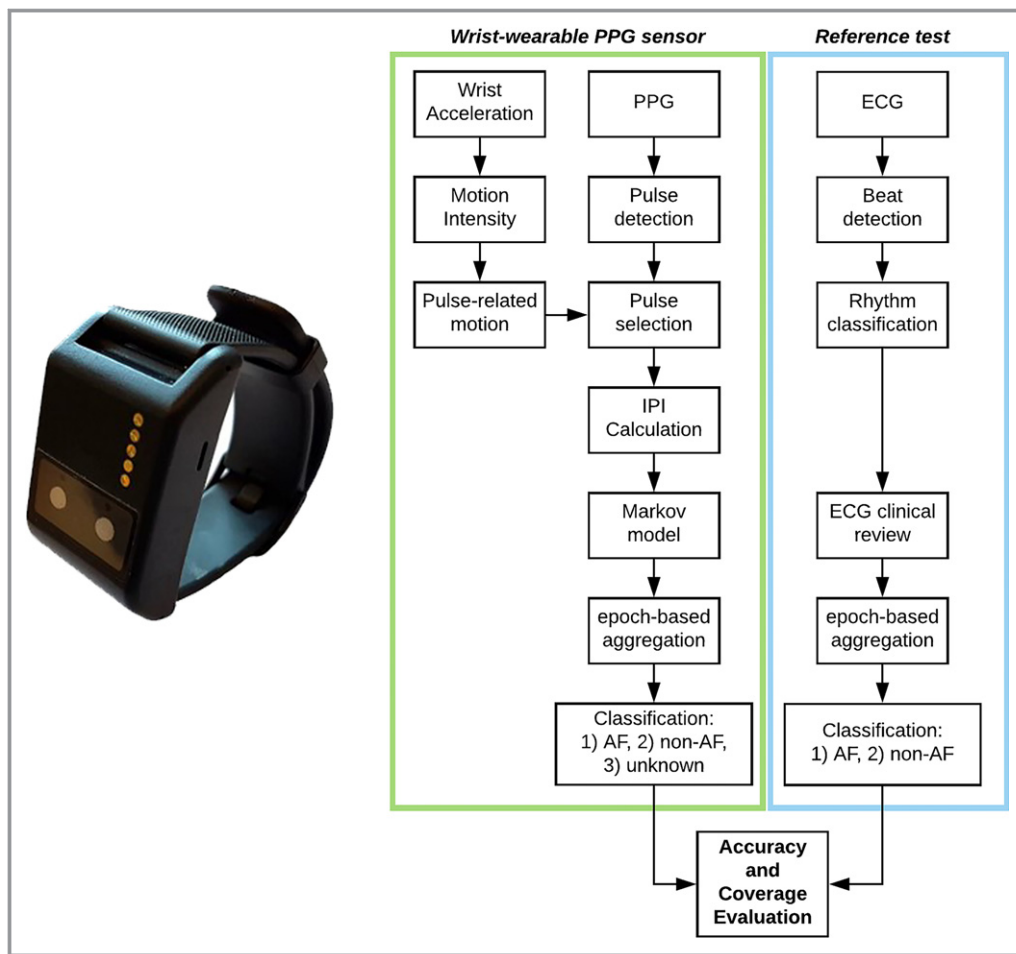 Wrist-wearable PPG sensor
Reference test
Wrist
Acceleration
PPG
ECG
Motion
Intensity
Pulse
detection
Beat
detection
Pulse-related
motion
Pulse
selection
Rhythm
classification
IPI
Calculation
Markov
model
ECG clinical
review
epoch-based
aggregation
epoch-based
aggregation
Classification:
1) AF, 2) non-AF,
3) unknown
Classification:
1) AF, 2) non-AF
Accuracy
and
Coverage
Evaluation